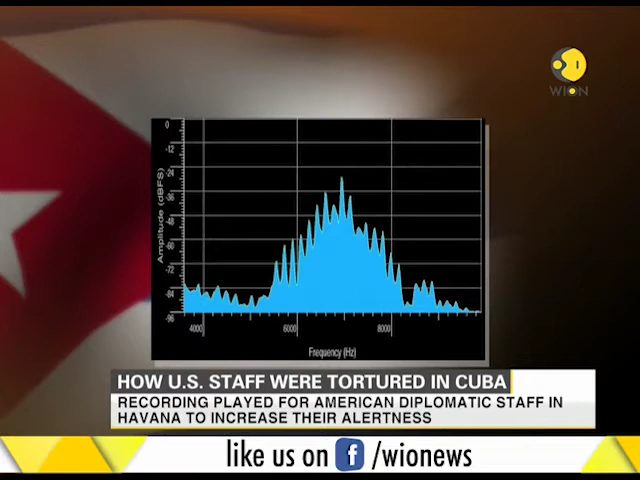 WION
0
-12
-24
-36
-48
-60
-72
-84
-96
Amplitude (dBFS)
4000 6000 8000
Frequency (Hz)
HOW U.S. STAFF WERE TORTURED IN CUBA
RECORDING PLAYED FOR AMERICAN DIPLOMATIC STAFF IN
HAVANA TO INCREASE THEIR ALERTNESS
like us on f /wionews